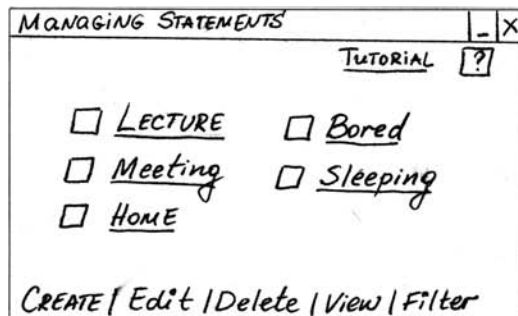 MANAGING STATEMENTS _ X
TUTORIAL ?
LECTURE Bored
Meeting Sleeping
HOME
CREATE | Edit | Delete | View | Filter